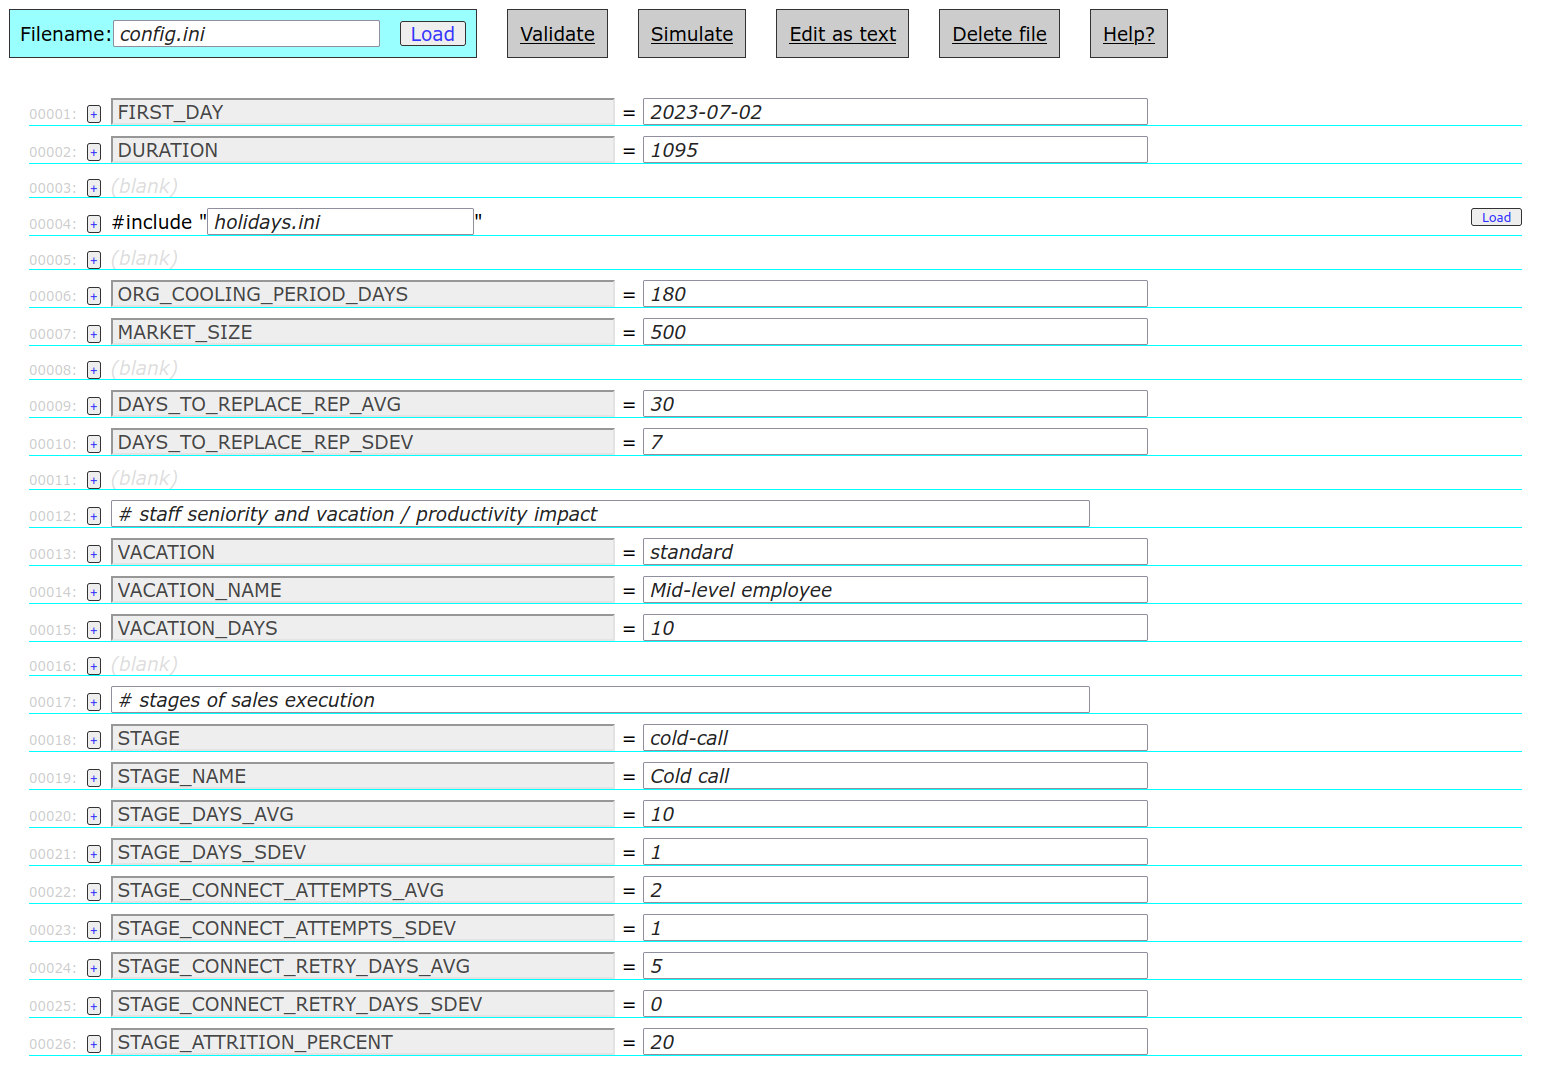 Filename: config.ini Load Validate Simulate Edit as text Delete file Help?
00001: + FIRST_DAY = 2023-07-02
00002: + DURATION = 1095
00003: + (blank)
00004: + #include "holidays.ini" Load
00005: + (blank)
00006: + ORG_COOLING_PERIOD_DAYS = 180
00007: + MARKET_SIZE = 500
00008: + (blank)
00009: + DAYS_TO_REPLACE_REP_AVG = 30
00010: + DAYS_TO_REPLACE_REP_SDEV = 7
00011: + (blank)
00012: + # staff seniority and vacation / productivity impact
00013: + VACATION = standard
00014: + VACATION_NAME = Mid-level employee
00015: + VACATION_DAYS = 10
00016: + (blank)
00017: + # stages of sales execution
00018: + STAGE = cold-call
00019: + STAGE_NAME = Cold call
00020: + STAGE_DAYS_AVG = 10
00021: + STAGE_DAYS_SDEV = 1
00022: + STAGE_CONNECT_ATTEMPTS_AVG = 2
00023: + STAGE_CONNECT_ATTEMPTS_SDEV = 1
00024: + STAGE_CONNECT_RETRY_DAYS_AVG = 5
00025: + STAGE_CONNECT_RETRY_DAYS_SDEV = 0
00026: + STAGE_ATTRITION_PERCENT = 20